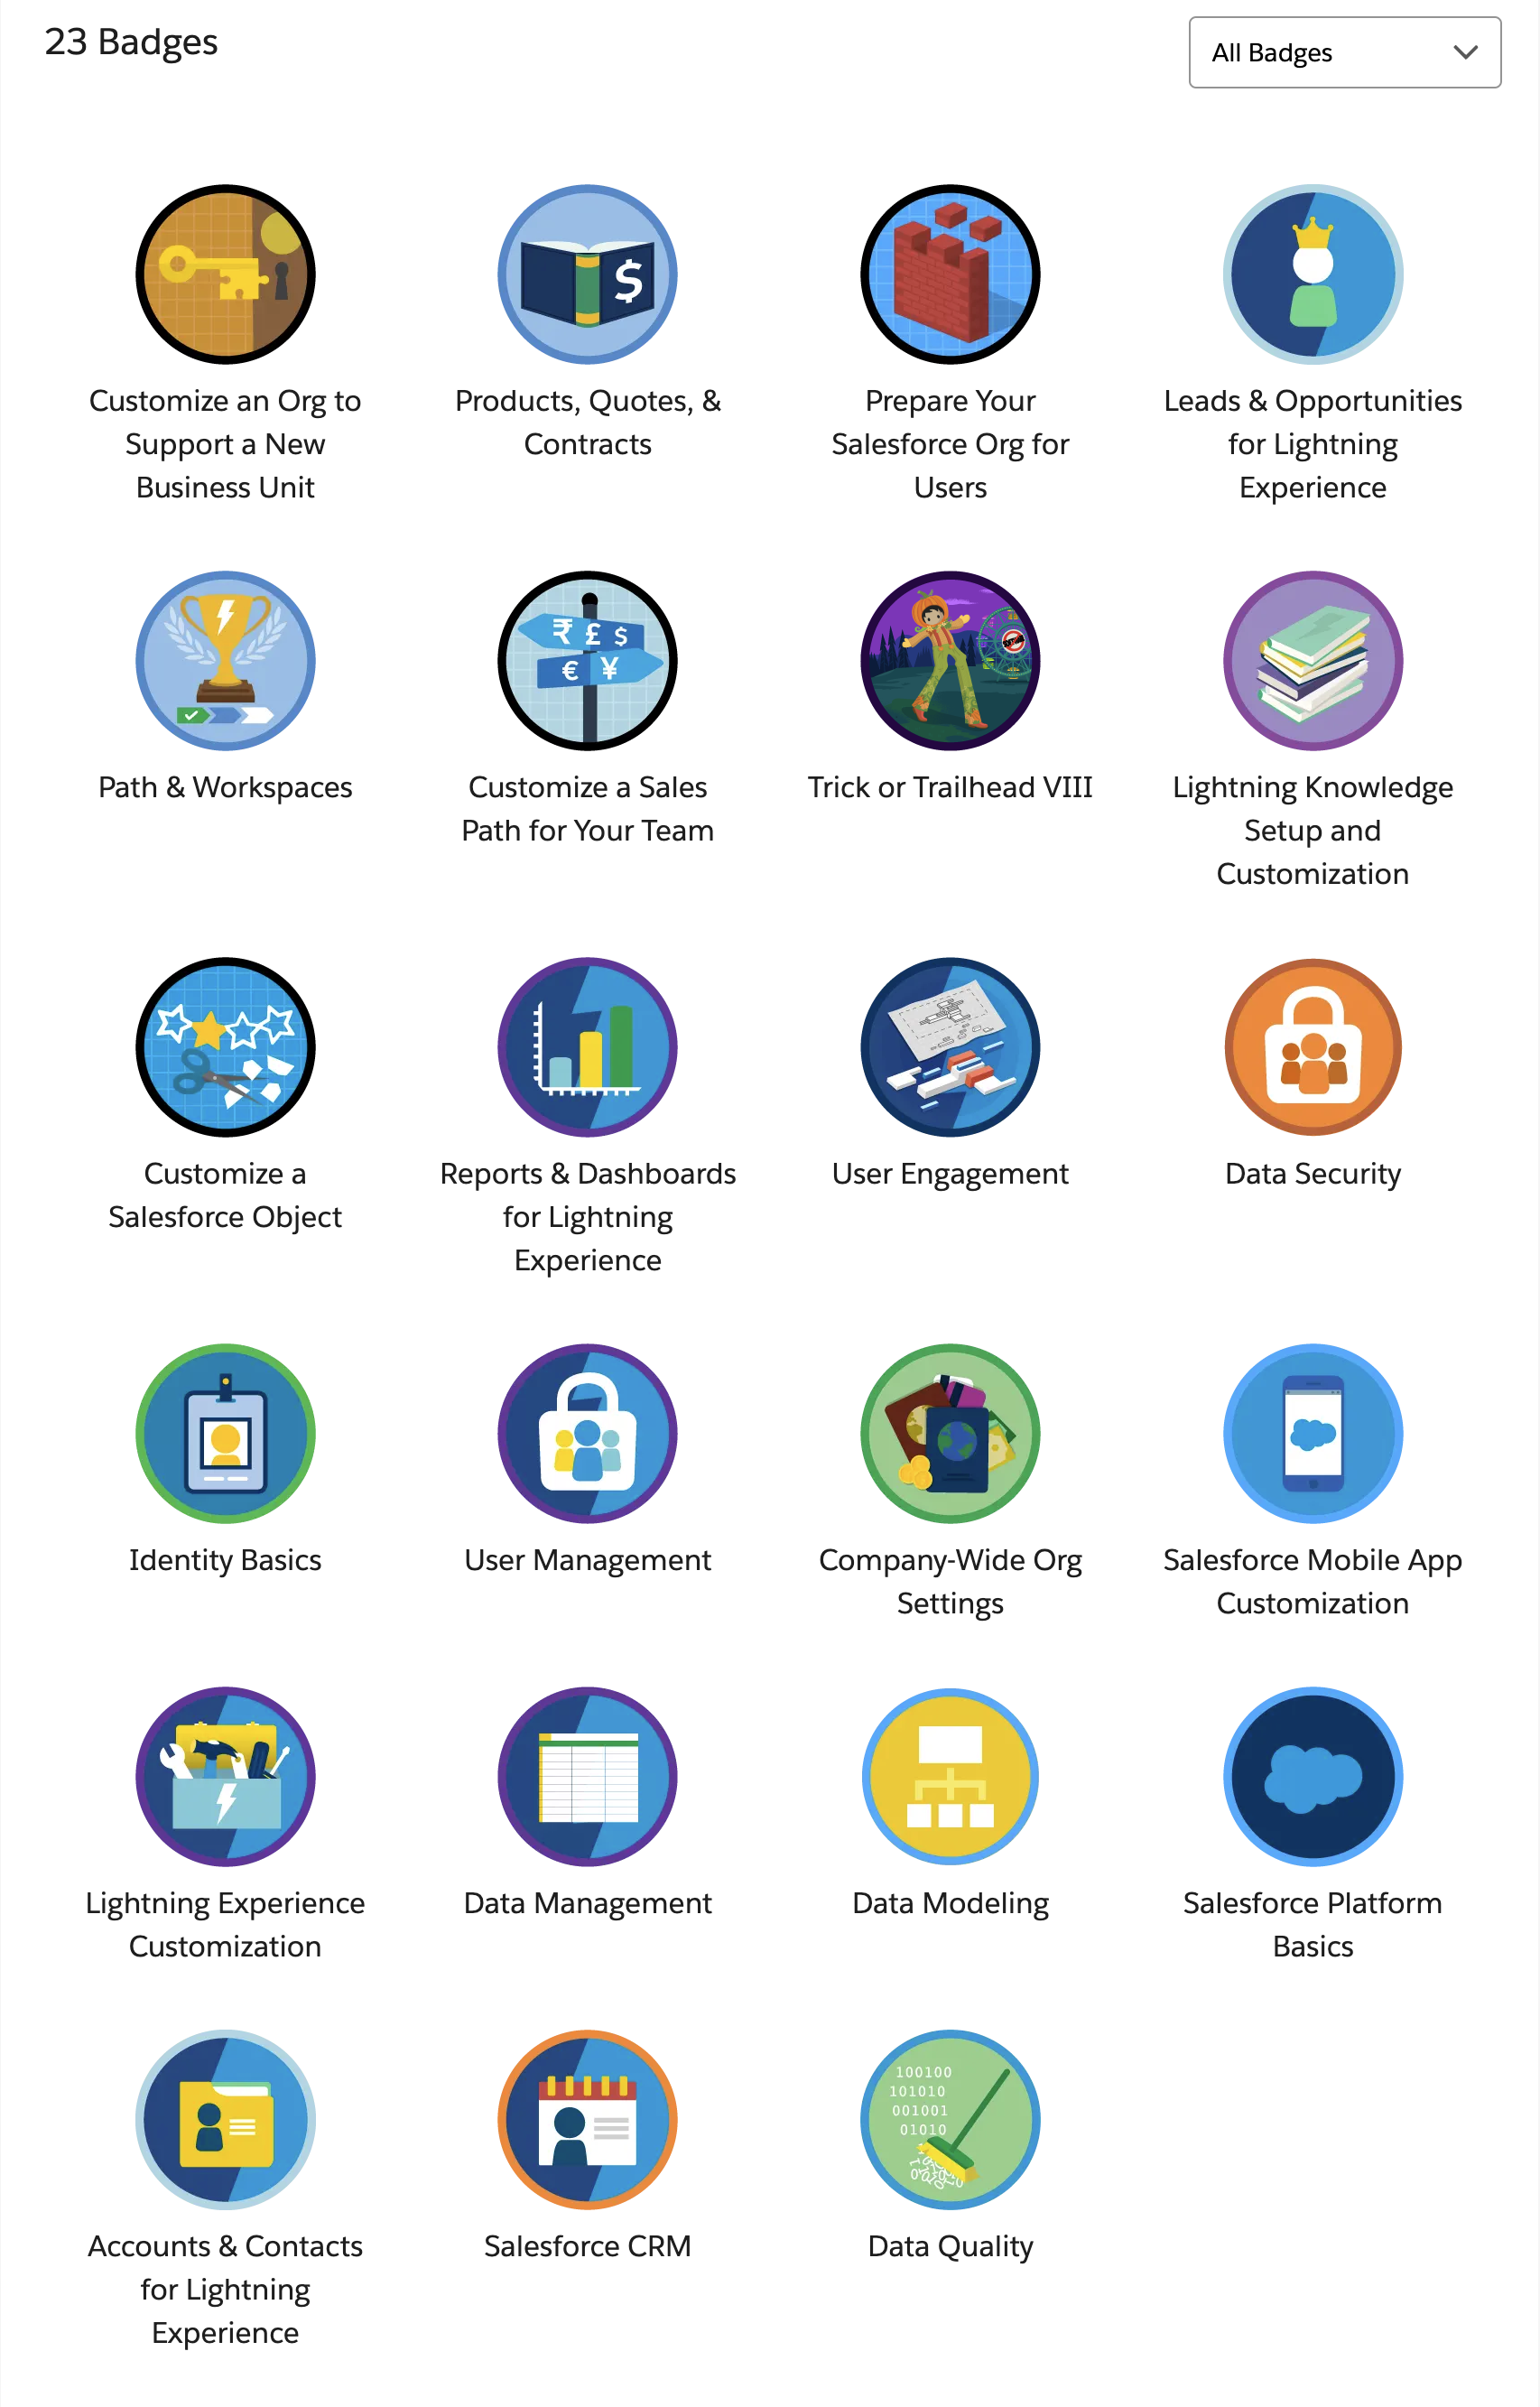 23 Badges
All Badges
$
Customize an Org to
Support a New
Business Unit
Products, Quotes, &
Contracts
Prepare Your
Salesforce Org for
Users
Leads & Opportunities
for Lightning
Experience
₹ £ $
€ ¥
Path & Workspaces
Customize a Sales
Path for Your Team
Trick or Trailhead VIII
Lightning Knowledge
Setup and
Customization
Customize a
Salesforce Object
Reports & Dashboards
for Lightning
Experience
User Engagement
Data Security
Identity Basics
User Management
Company-Wide Org
Settings
Salesforce Mobile App
Customization
Lightning Experience
Customization
Data Management
Data Modeling
Salesforce Platform
Basics
100100
101010
001001
01010
Accounts & Contacts
for Lightning
Experience
Salesforce CRM
Data Quality